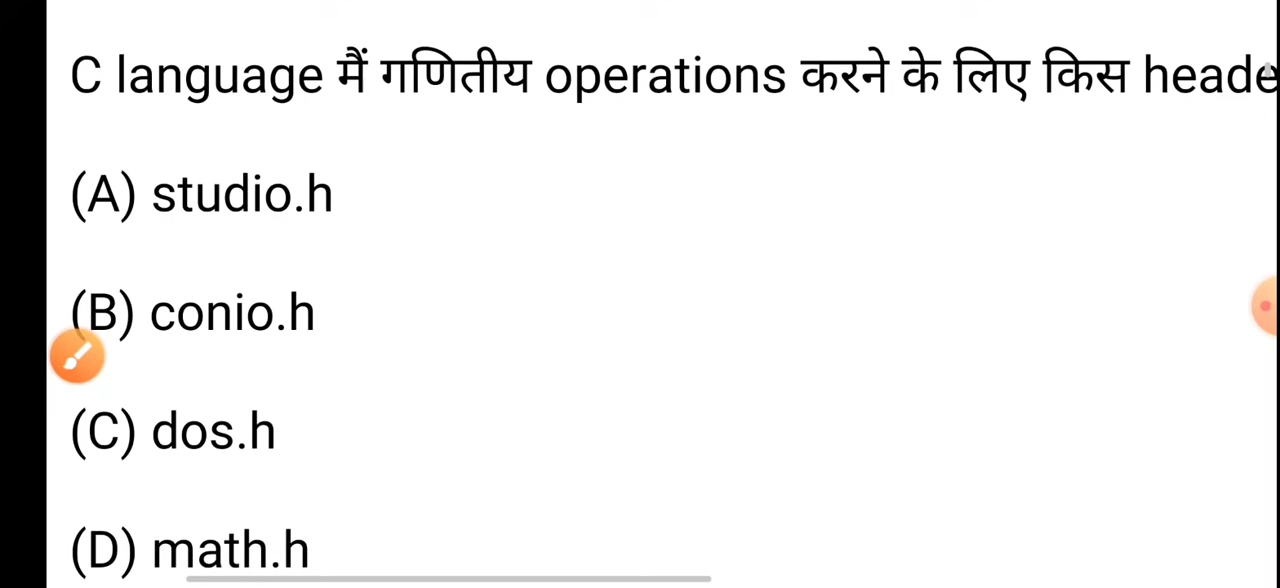 C language मैं गणितीय operations करने के लिए किस heade
(A) studio.h
(B) conio.h
(C) dos.h
(D) math.h